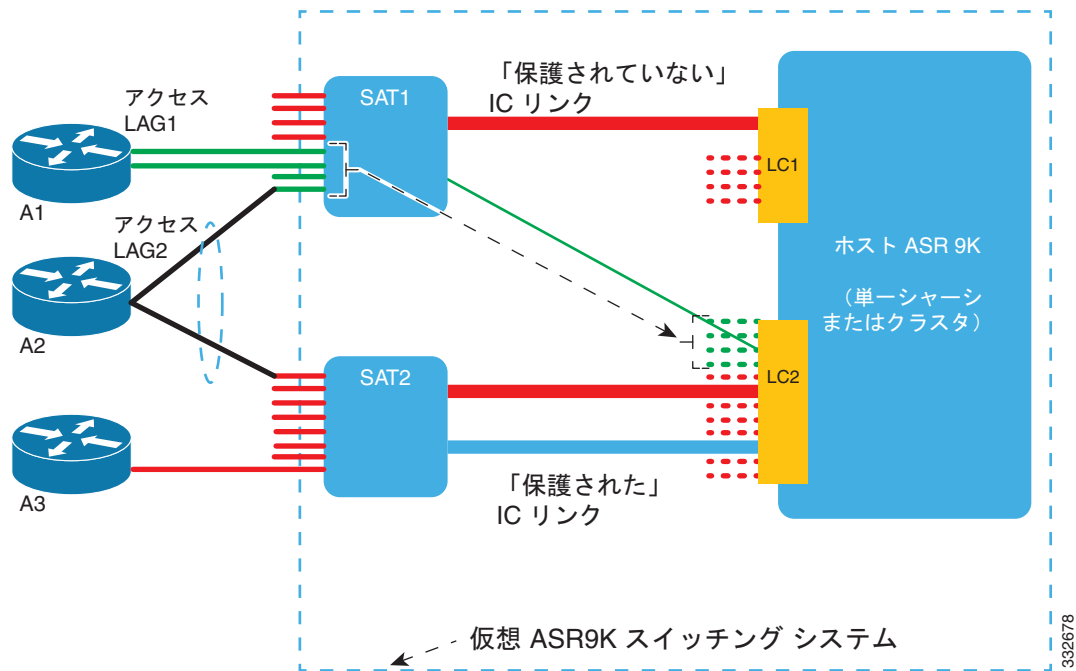 アクセス
LAG1
A1
アクセス
LAG2
A2
A3
SAT1
「保護されていない」
IC リンク
LC1
ホスト ASR 9K
（単一シャーシ
またはクラスタ）
SAT2
LC2
「保護された」
IC リンク
仮想 ASR9K スイッチング システム
332678